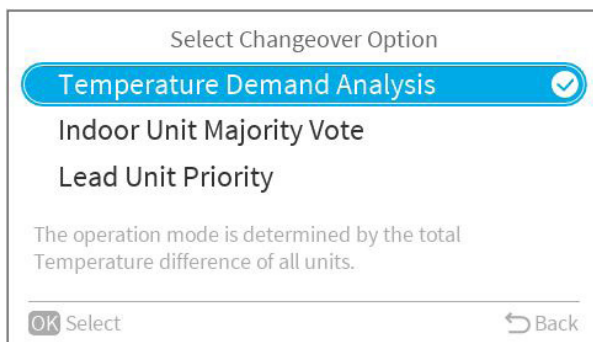 Select Changeover Option
Temperature Demand Analysis
Indoor Unit Majority Vote
Lead Unit Priority
The operation mode is determined by the total
Temperature difference of all units.
OK Select
Back